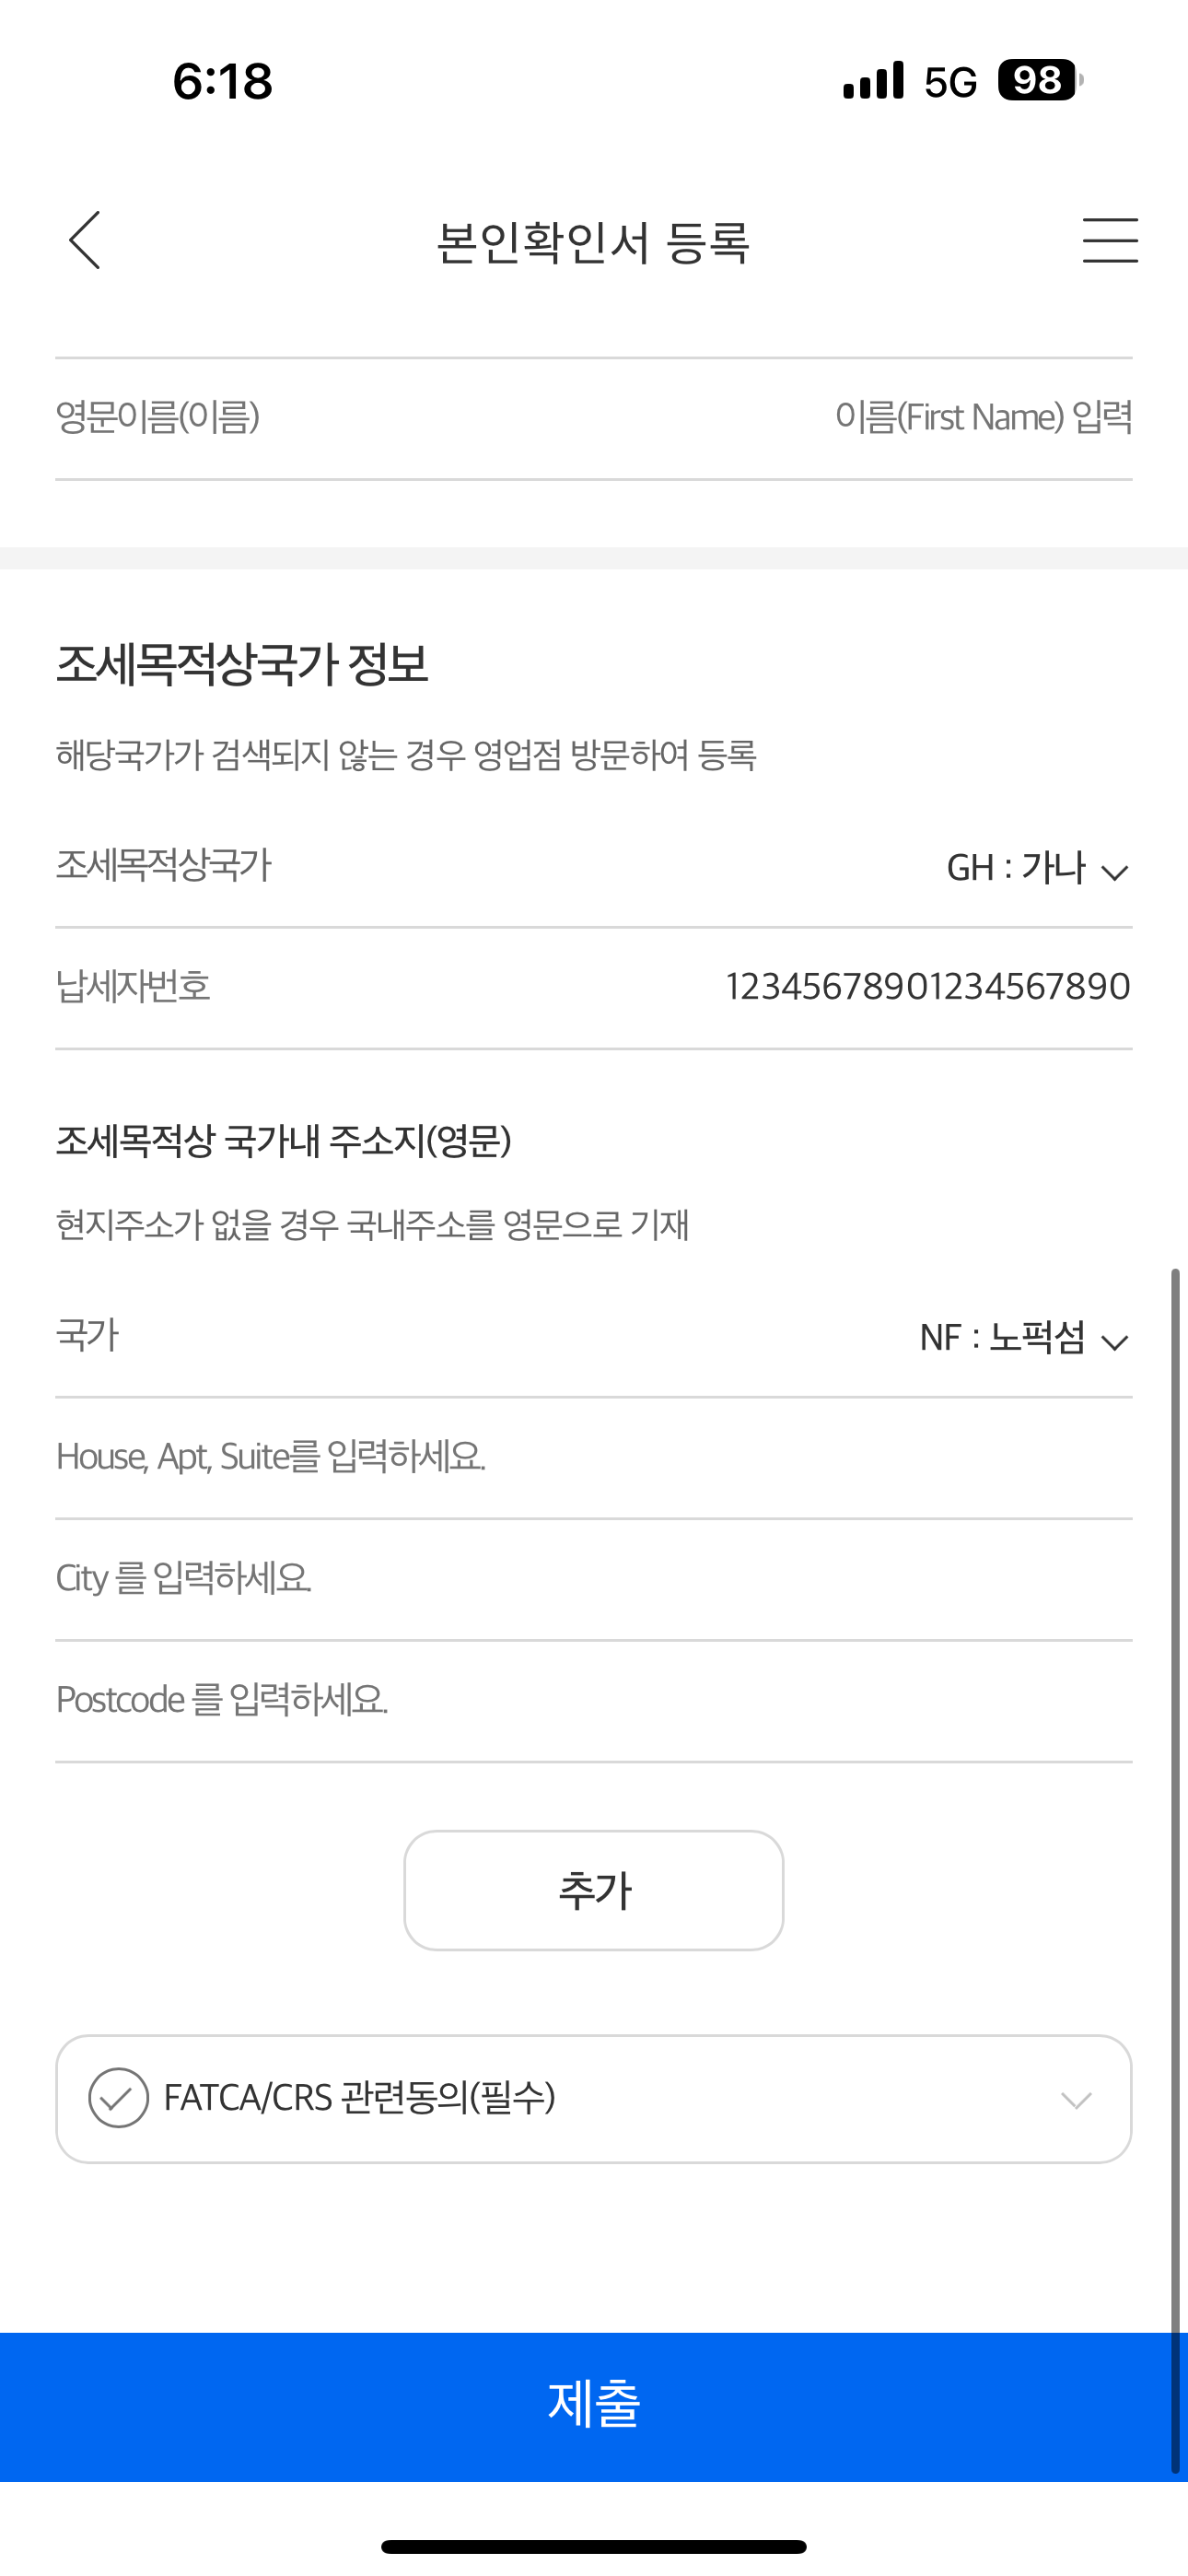 6:18 5G 98
본인확인서 등록
영문이름(이름) 이름(First Name) 입력
조세목적상국가 정보
해당국가가 검색되지 않는 경우 영업점 방문하여 등록
조세목적상국가 GH : 가나
납세자번호 12345678901234567890
조세목적상 국가내 주소지(영문)
현지주소가 없을 경우 국내주소를 영문으로 기재
국가 NF : 노퍽섬
House, Apt, Suite를 입력하세요.
City 를 입력하세요.
Postcode 를 입력하세요.
추가
FATCA/CRS 관련동의(필수)
제출